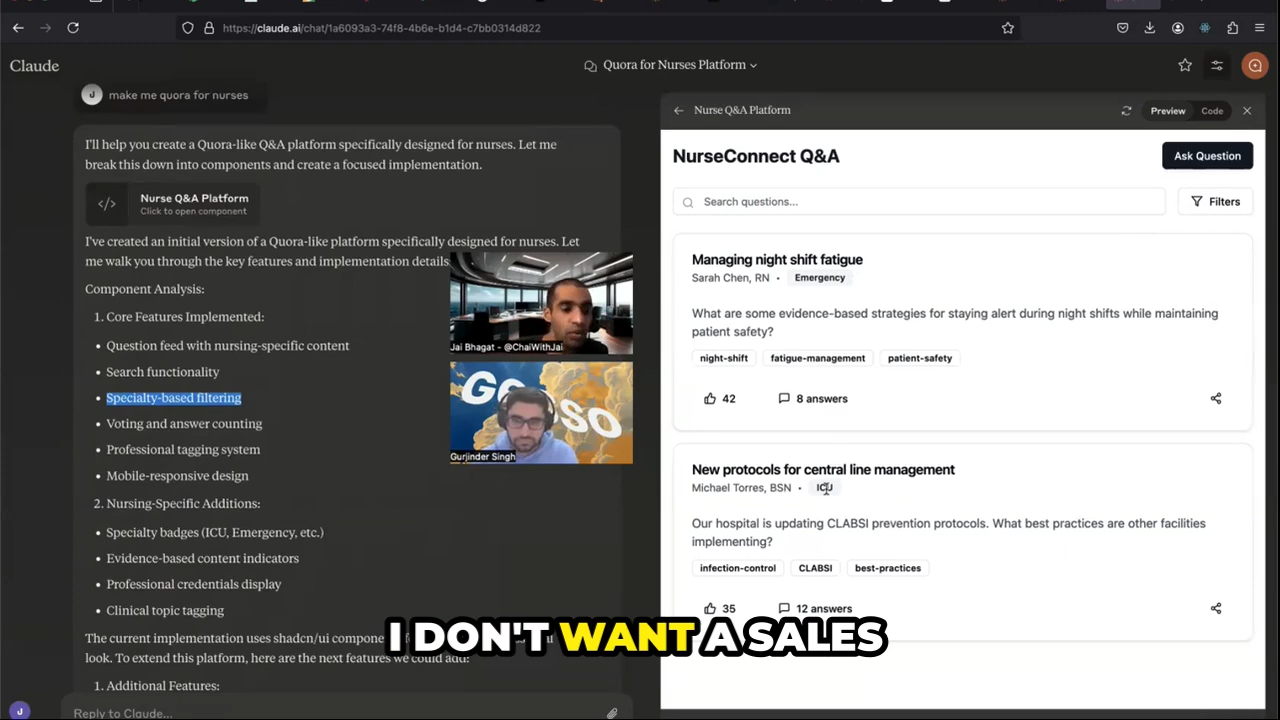 https://claude.ai/chat/1a6093a3-74f8-4b6e-b1d4-c7bb0314d822
Claude
Quora for Nurses Platform
J
make me quora for nurses
I'll help you create a Quora-like Q&A platform specifically designed for nurses. Let me
break this down into components and create a focused implementation.
</>
Nurse Q&A Platform
Click to open component
I've created an initial version of a Quora-like platform specifically designed for nurses. Let
me walk you through the key features and implementation details
Component Analysis:
1. Core Features Implemented:
• Question feed with nursing-specific content
• Search functionality
• Specialty-based filtering
• Voting and answer counting
• Professional tagging system
• Mobile-responsive design
2. Nursing-Specific Additions:
• Specialty badges (ICU, Emergency, etc.)
• Evidence-based content indicators
• Professional credentials display
• Clinical topic tagging
The current implementation uses shadcn/ui compone
look. To extend this platform, here are the next features we could add:
1. Additional Features:
J
Reply to Claude...
Jai Bhagat - @ChaiWithJai
GO
SO
Gurjinder Singh
Nurse Q&A Platform
Preview
Code
NurseConnect Q&A
Ask Question
Search questions...
Filters
Managing night shift fatigue
Sarah Chen, RN • Emergency
What are some evidence-based strategies for staying alert during night shifts while maintaining
patient safety?
night-shift fatigue-management patient-safety
42 8 answers
New protocols for central line management
Michael Torres, BSN • ICU
Our hospital is updating CLABSI prevention protocols. What best practices are other facilities
implementing?
infection-control CLABSI best-practices
35 12 answers
I DON'T WANT A SALES